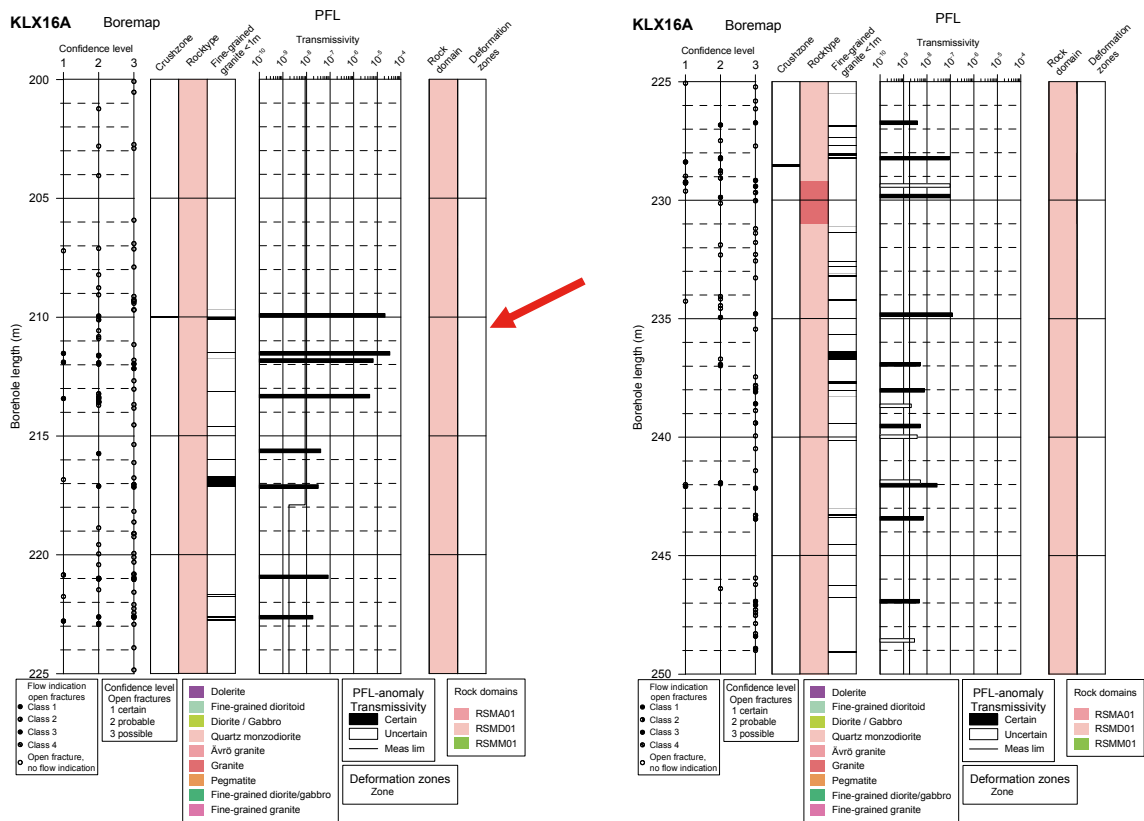 KLX16A Boremap PFL
Confidence level
1 2 3
Crushzone
Rocktype
Fine-grained
granite <1m
Transmissivity
10-10 10-9 10-8 10-7 10-6 10-5 10-4
Rock
domain
Deformation
zones
Borehole length (m)
200
205
210
215
220
225
Flow indication
open fractures
Class 1
Class 2
Class 3
Class 4
Open fracture,
no flow indication
Confidence level
Open fractures
1 certain
2 probable
3 possible
Dolerite
Fine-grained dioritoid
Diorite / Gabbro
Quartz monzodiorite
Ävrö granite
Granite
Pegmatite
Fine-grained diorite/gabbro
Fine-grained granite
PFL-anomaly
Transmissivity
Certain
Uncertain
Meas lim
Deformation zones
Zone
Rock domains
RSMA01
RSMD01
RSMM01
KLX16A Boremap PFL
Confidence level
1 2 3
Crushzone
Rocktype
Fine-grained
granite <1m
Transmissivity
10-10 10-9 10-8 10-7 10-6 10-5 10-4
Rock
domain
Deformation
zones
Borehole length (m)
225
230
235
240
245
250
Flow indication
open fractures
Class 1
Class 2
Class 3
Class 4
Open fracture,
no flow indication
Confidence level
Open fractures
1 certain
2 probable
3 possible
Dolerite
Fine-grained dioritoid
Diorite / Gabbro
Quartz monzodiorite
Ävrö granite
Granite
Pegmatite
Fine-grained diorite/gabbro
Fine-grained granite
PFL-anomaly
Transmissivity
Certain
Uncertain
Meas lim
Deformation zones
Zone
Rock domains
RSMA01
RSMD01
RSMM01